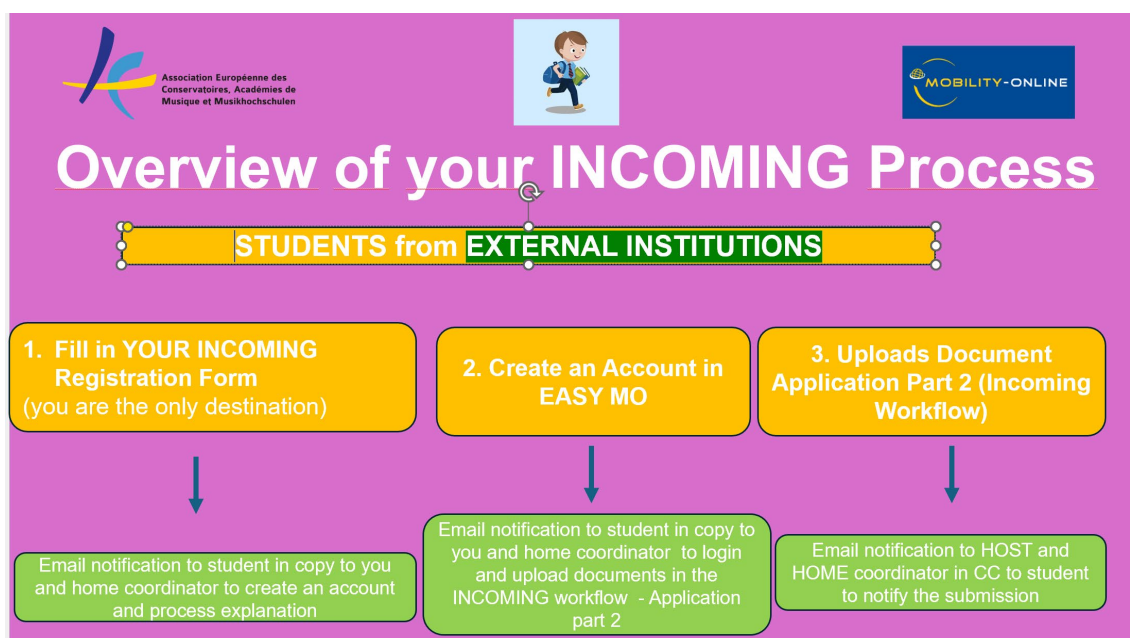 Association Européenne des
Conservatoires, Académies de
Musique et Musikhochschulen
MOBILITY-ONLINE
Overview of your INCOMING Process
STUDENTS from EXTERNAL INSTITUTIONS
1. Fill in YOUR INCOMING
Registration Form
(you are the only destination)
2. Create an Account in
EASY MO
3. Uploads Document
Application Part 2 (Incoming
Workflow)
Email notification to student in copy to you
and home coordinator to create an account
and process explanation
Email notification to student in copy to
you and home coordinator to login
and upload documents in the
INCOMING workflow - Application
part 2
Email notification to HOST and
HOME coordinator in CC to student
to notify the submission